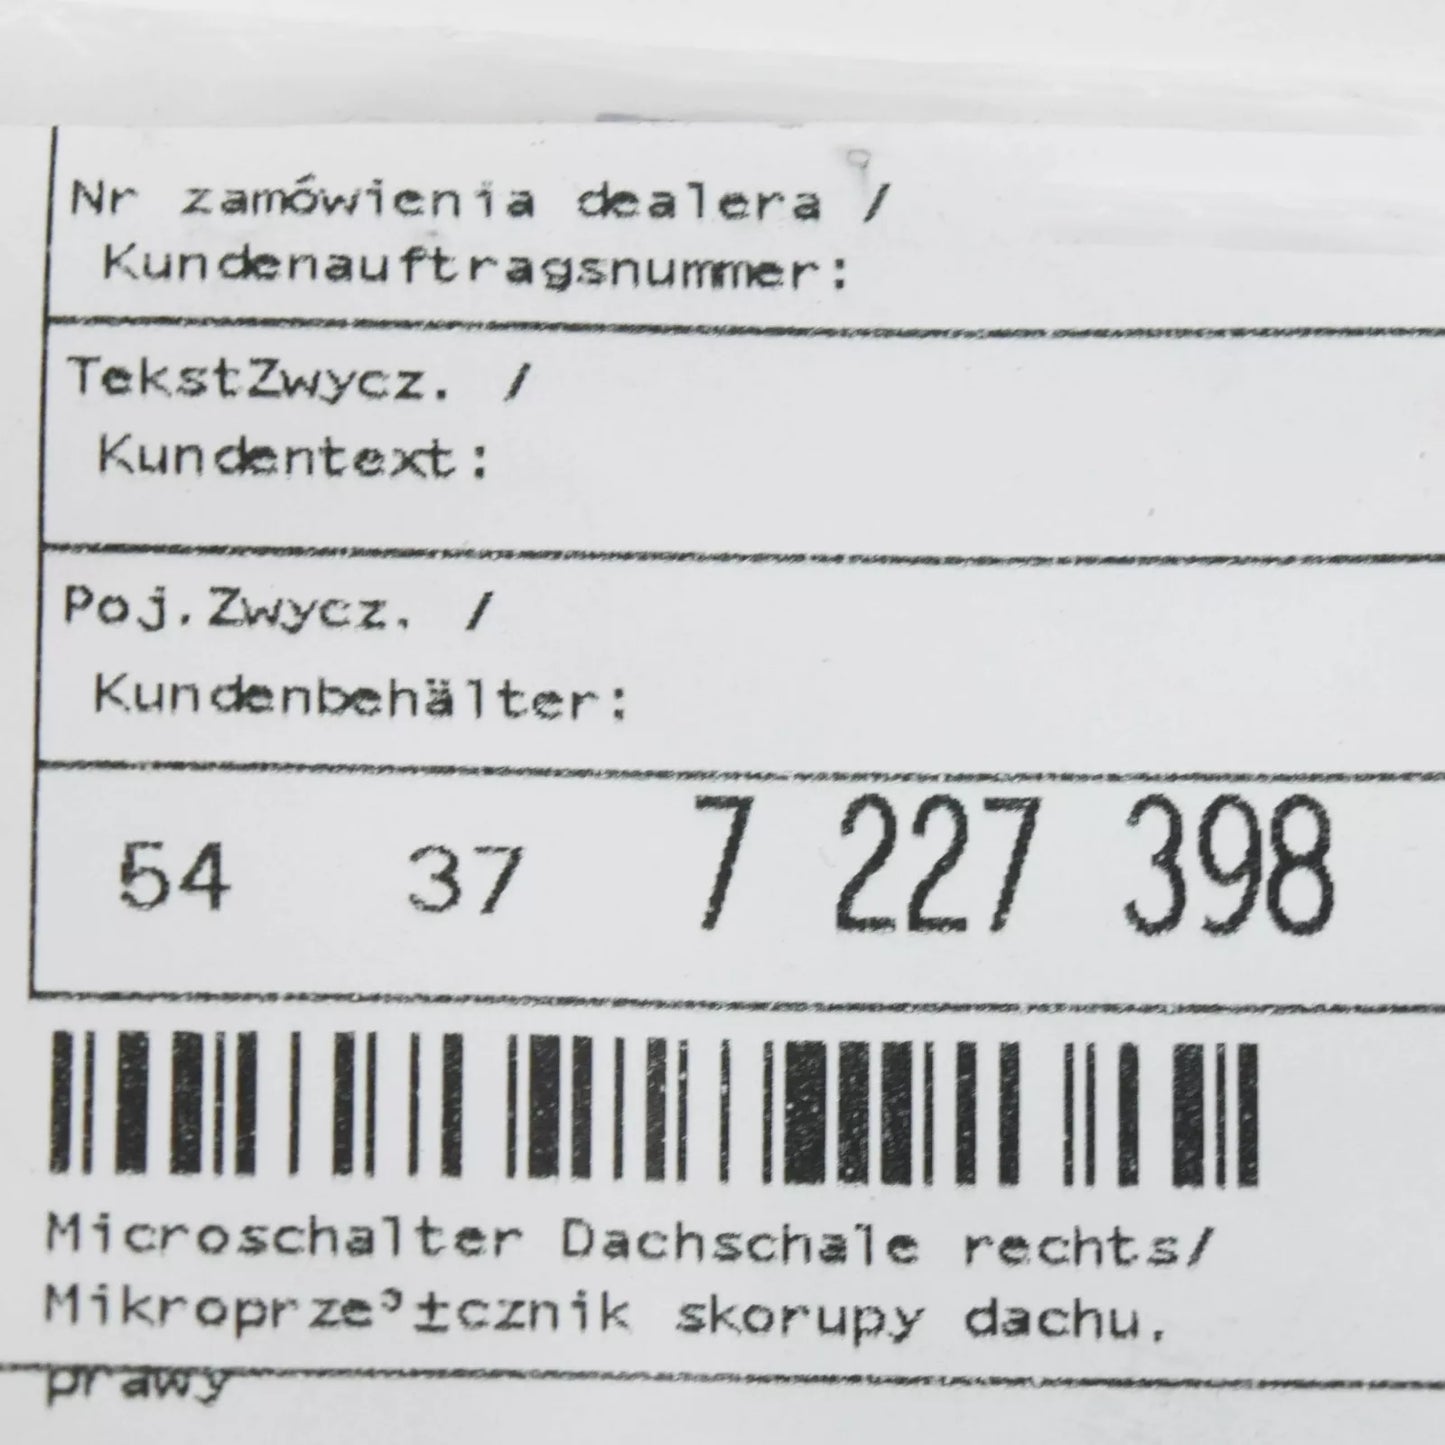 Nr zamówienia dealera /
Kundenauftragsnummer:
TekstZwycz. /
Kundentext:
Poj.Zwycz. /
Kundenbehälter:
54 37 7 227 398
Microschalter Dachschale rechts/
Mikroprze³±cznik skorupy dachu,
prawy